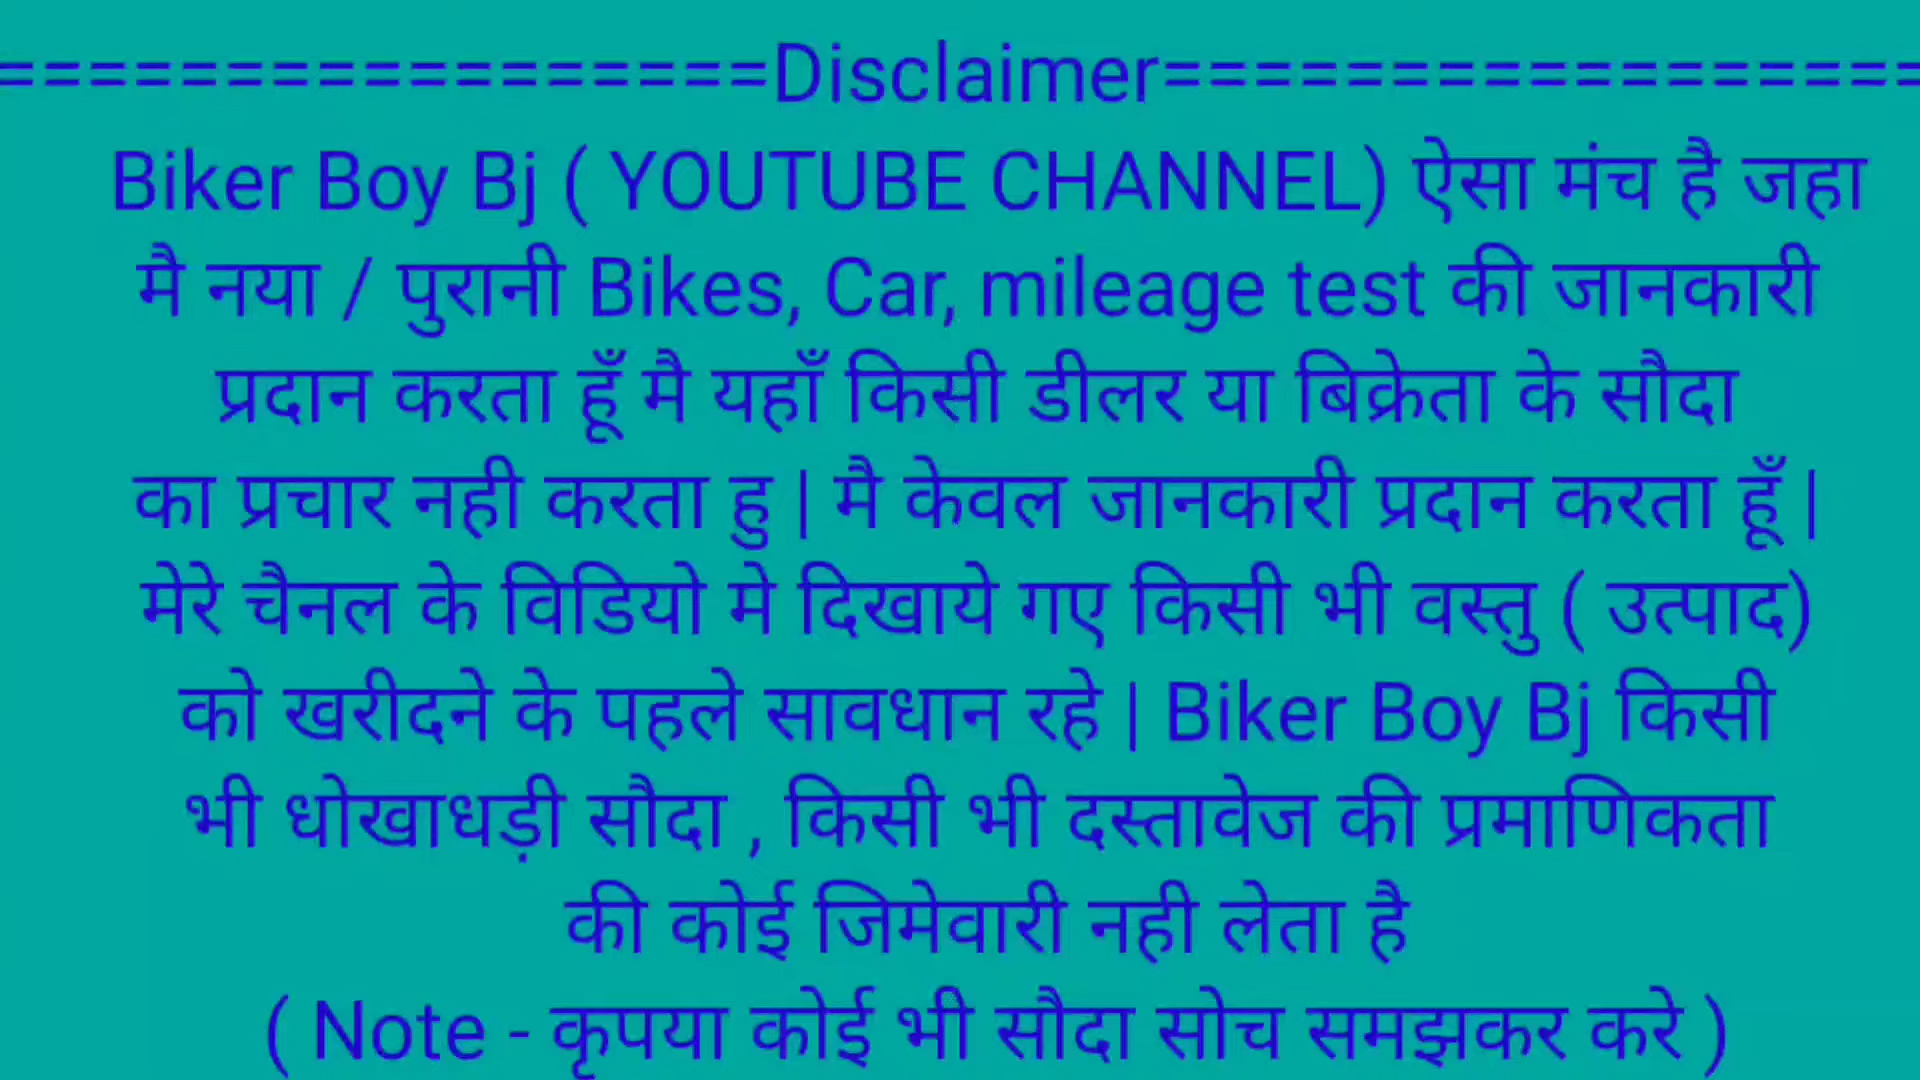 =================Disclaimer=================
Biker Boy Bj ( YOUTUBE CHANNEL) ऐसा मंच है जहा
मै नया / पुरानी Bikes, Car, mileage test की जानकारी
प्रदान करता हूँ मै यहाँ किसी डीलर या बिक्रेता के सौदा
का प्रचार नही करता हु | मै केवल जानकारी प्रदान करता हूँ |
मेरे चैनल के विडियो मे दिखाये गए किसी भी वस्तु ( उत्पाद)
को खरीदने के पहले सावधान रहे | Biker Boy Bj किसी
भी धोखाधड़ी सौदा , किसी भी दस्तावेज की प्रमाणिकता
की कोई जिमेवारी नही लेता है
( Note - कृपया कोई भी सौदा सोच समझकर करे )